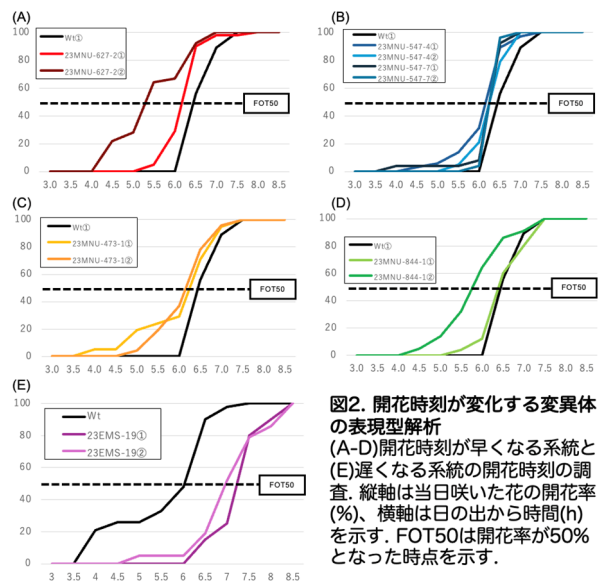 (A)
Wt①
23MNU-627-2①
23MNU-627-2②
FOT50
100
80
60
40
20
0
3.0 3.5 4.0 4.5 5.0 5.5 6.0 6.5 7.0 7.5 8.0 8.5
(B)
Wt①
23MNU-547-4①
23MNU-547-4②
23MNU-547-7①
23MNU-547-7②
FOT50
100
80
60
40
20
0
3.0 3.5 4.0 4.5 5.0 5.5 6.0 6.5 7.0 7.5 8.0 8.5
(C)
Wt①
23MNU-473-1①
23MNU-473-1②
FOT50
100
80
60
40
20
0
3.0 3.5 4.0 4.5 5.0 5.5 6.0 6.5 7.0 7.5 8.0 8.5
(D)
Wt①
23MNU-844-1①
23MNU-844-1②
FOT50
100
80
60
40
20
0
3.0 3.5 4.0 4.5 5.0 5.5 6.0 6.5 7.0 7.5 8.0 8.5
(E)
Wt
23EMS-19①
23EMS-19②
FOT50
100
80
60
40
20
0
3 3.5 4 4.5 5 5.5 6 6.5 7 7.5 8 8.5
図2. 開花時刻が変化する変異体
の表現型解析
(A-D)開花時刻が早くなる系統と
(E)遅くなる系統の開花時刻の調
査. 縦軸は当日咲いた花の開花率
(%)、横軸は日の出から時間(h)
を示す. FOT50は開花率が50%
となった時点を示す.